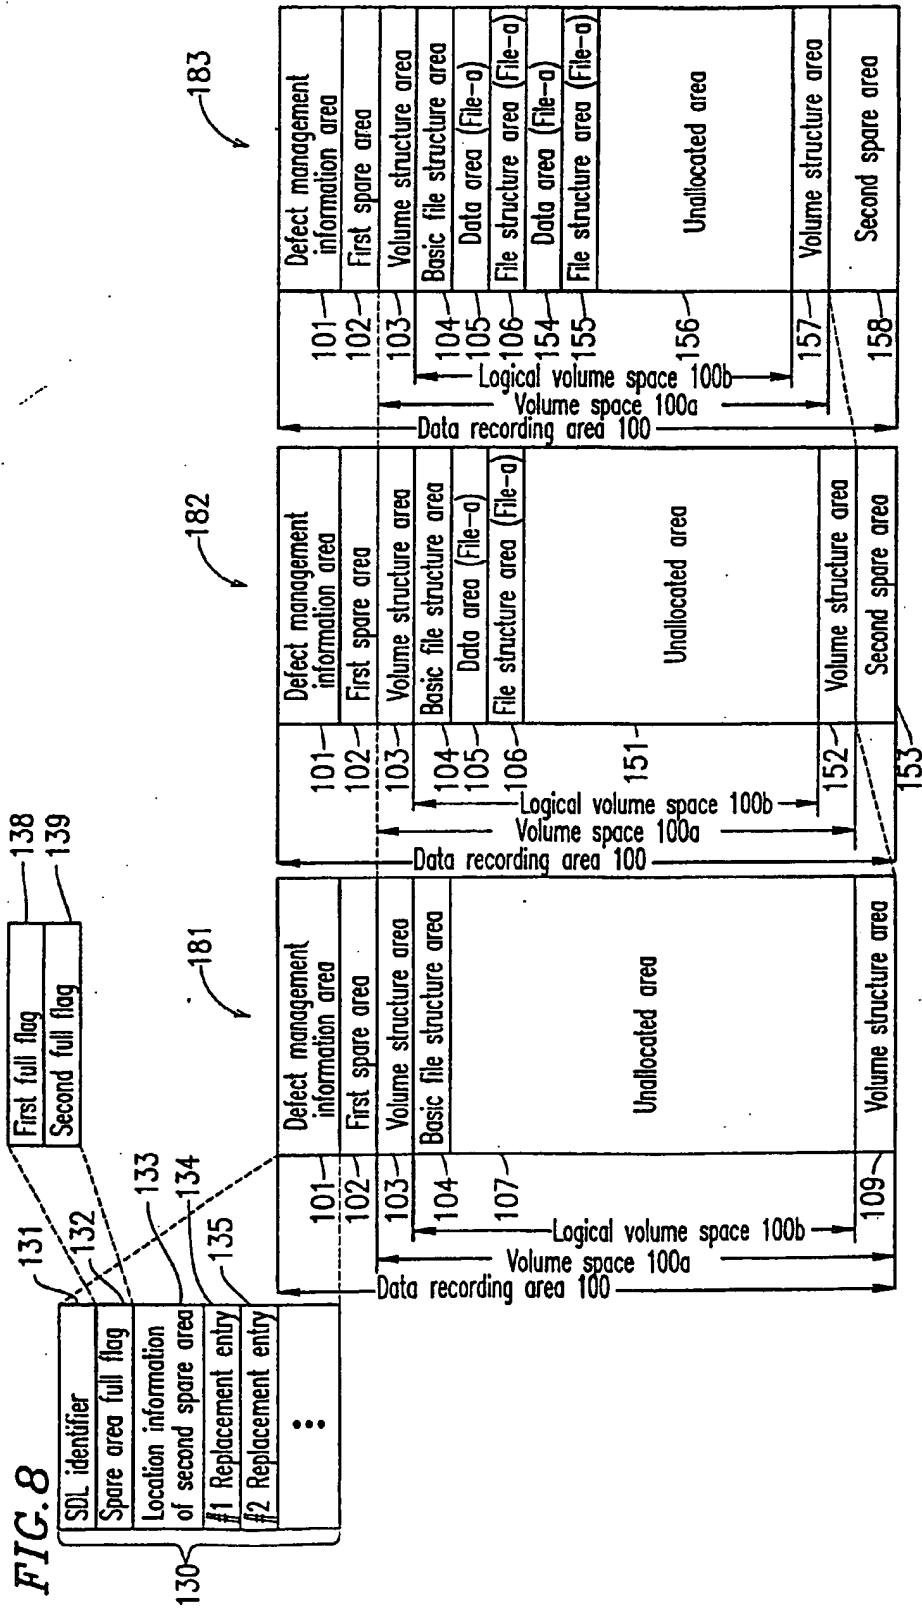 FIG.8
SDL identifier
Spare area full flag
Location information
of second spare area
#1 Replacement entry
#2 Replacement entry
130
131
132
133
134
135
First full flag
Second full flag
138
139
181
Defect management
information area
First spare area
Volume structure area
Basic file structure area
Unallocated area
Volume structure area
101
102
103
104
107
109
Logical volume space 100b
Volume space 100a
Data recording area 100
182
Defect management
information area
First spare area
Volume structure area
Basic file structure area
Data area (File-a)
File structure area (File-a)
Unallocated area
Volume structure area
Second spare area
101
102
103
104
105
106
151
152
153
Logical volume space 100b
Volume space 100a
Data recording area 100
183
Defect management
information area
First spare area
Volume structure area
Basic file structure area
Data area (File-a)
File structure area (File-a)
Data area (File-a)
File structure area (File-a)
Unallocated area
Volume structure area
Second spare area
101
102
103
104
105
106
154
155
156
157
158
Logical volume space 100b
Volume space 100a
Data recording area 100